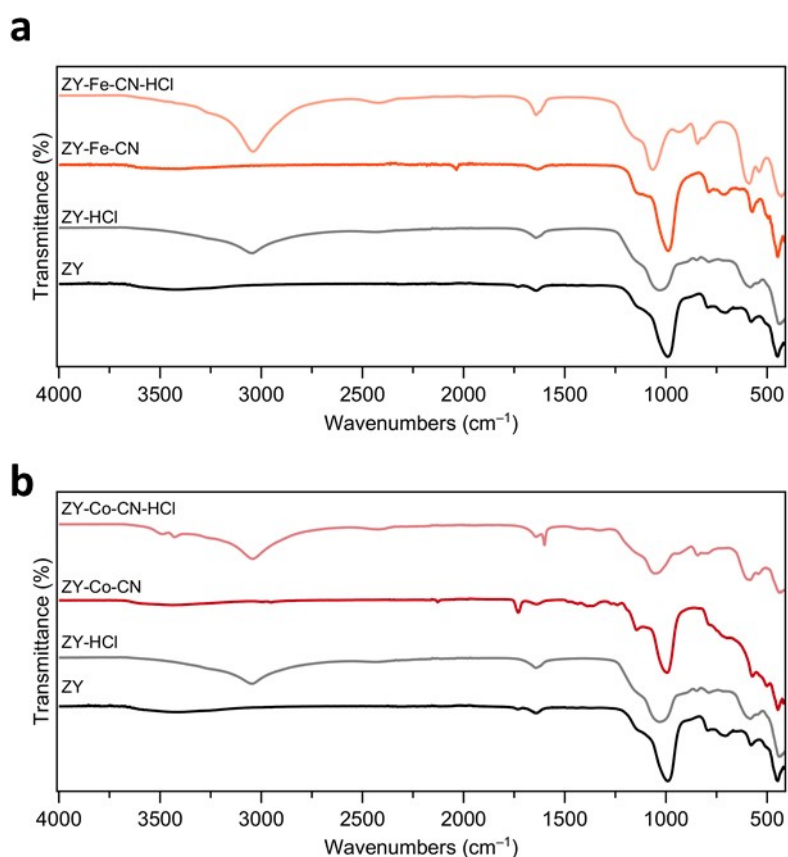 a
ZY-Fe-CN-HCl
ZY-Fe-CN
ZY-HCl
ZY
Transmittance (%)
4000 3500 3000 2500 2000 1500 1000 500
Wavenumbers (cm⁻¹)
b
ZY-Co-CN-HCl
ZY-Co-CN
ZY-HCl
ZY
Transmittance (%)
4000 3500 3000 2500 2000 1500 1000 500
Wavenumbers (cm⁻¹)